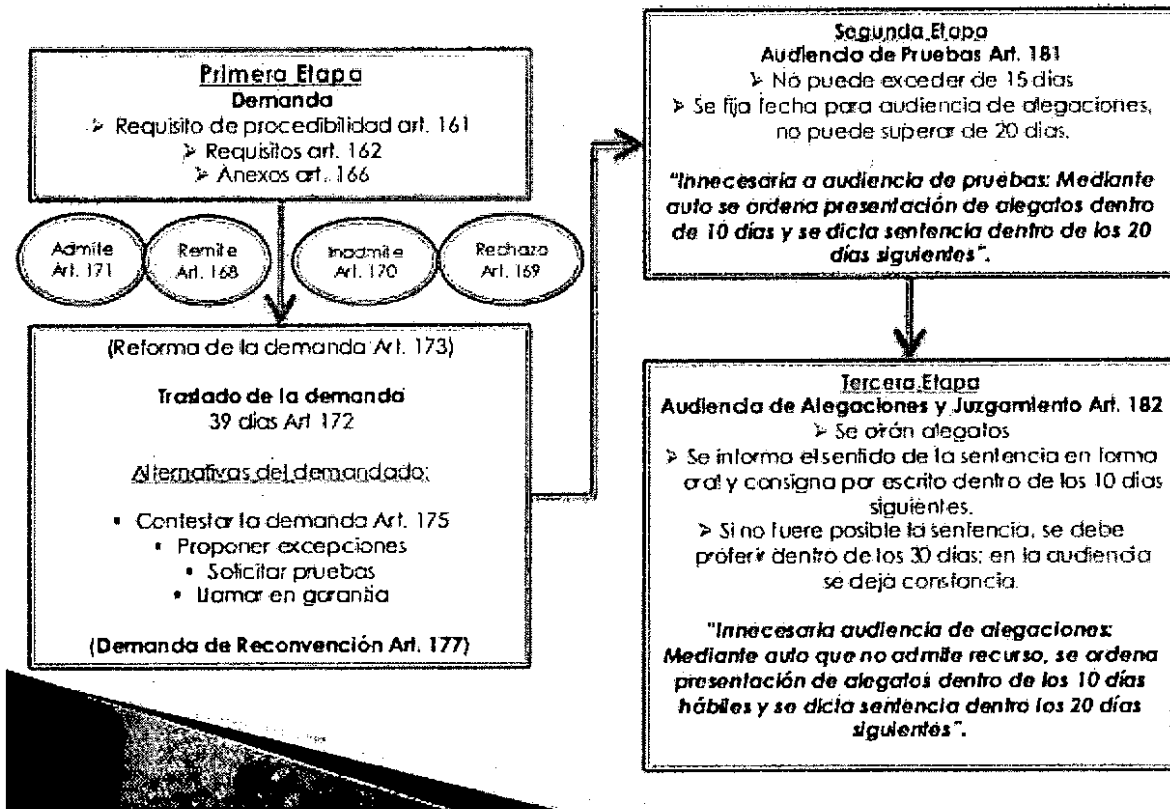 Primera Etapa
Demanda
➢ Requisito de procedibilidad art. 161
➢ Requisitos art. 162
➢ Anexos art. 166
Admite
Art. 171
Remite
Art. 168
Inadmite
Art. 170
Rechazo
Art. 169
(Reforma de la demanda Art. 173)
Traslado de la demanda
39 días Art 172
Alternativas del demandado:
▪ Contestar la demanda Art. 175
▪ Proponer excepciones
▪ Solicitar pruebas
▪ Llamar en garantía
(Demanda de Reconvención Art. 177)
Segunda Etapa
Audiencia de Pruebas Art. 181
➢ No puede exceder de 15 días
➢ Se fija fecha para audiencia de alegaciones,
no puede superar de 20 días.
"Innecesaria a audiencia de pruebas: Mediante
auto se ordena presentación de alegatos dentro
de 10 días y se dicta sentencia dentro de los 20
días siguientes".
Tercera Etapa
Audiencia de Alegaciones y Juzgamiento Art. 182
➢ Se oirán alegatos
➢ Se informa el sentido de la sentencia en forma
oral y consigna por escrito dentro de los 10 días
siguientes.
➢ Si no fuere posible la sentencia, se debe
proferir dentro de los 30 días; en la audiencia
se deja constancia.
"Innecesaria audiencia de alegaciones:
Mediante auto que no admite recurso, se ordena
presentación de alegatos dentro de los 10 días
hábiles y se dicta sentencia dentro los 20 días
siguientes".